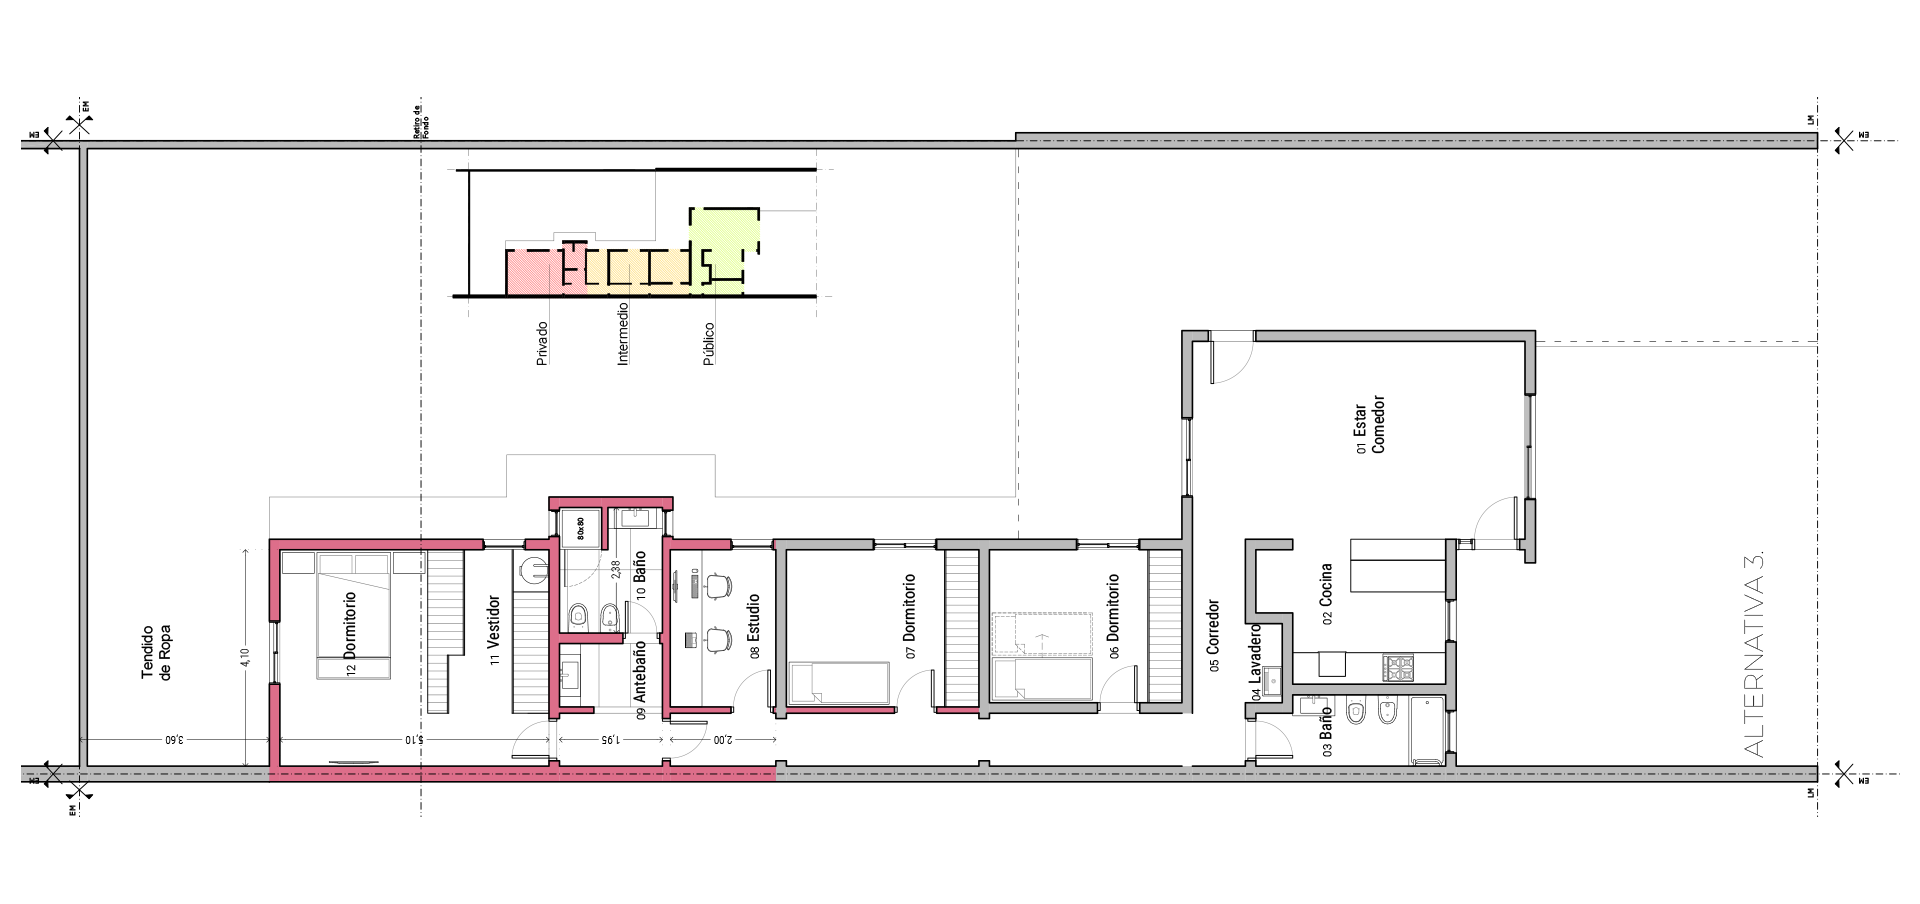 EM
EM
Retiro de
Fondo
LM
EM
Privado
Intermedio
Público
01 Estar
Comedor
80x80
2,38
10 Baño
12 Dormitorio
11 Vestidor
08 Estudio
07 Dormitorio
06 Dormitorio
05 Corredor
02 Cocina
04 Lavadero
09 Antebaño
03 Baño
Tendido
de Ropa
4,10
3,60
5,10
1,95
2,00
ALTERNATIVA 3.
EM
EM
LM
EM